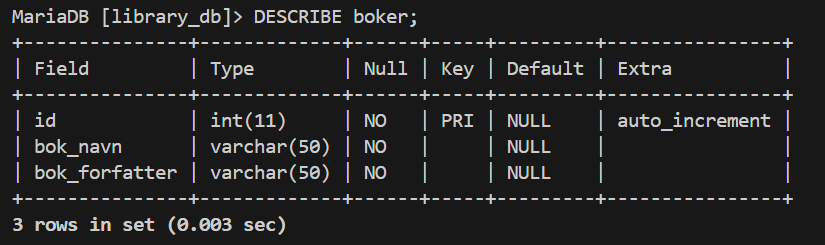 MariaDB [library_db]> DESCRIBE boker;
+---------------+-------------+------+-----+---------+----------------+
| Field         | Type        | Null | Key | Default | Extra          |
+---------------+-------------+------+-----+---------+----------------+
| id            | int(11)     | NO   | PRI | NULL    | auto_increment |
| bok_navn      | varchar(50) | NO   |     | NULL    |                |
| bok_forfatter | varchar(50) | NO   |     | NULL    |                |
+---------------+-------------+------+-----+---------+----------------+
3 rows in set (0.003 sec)